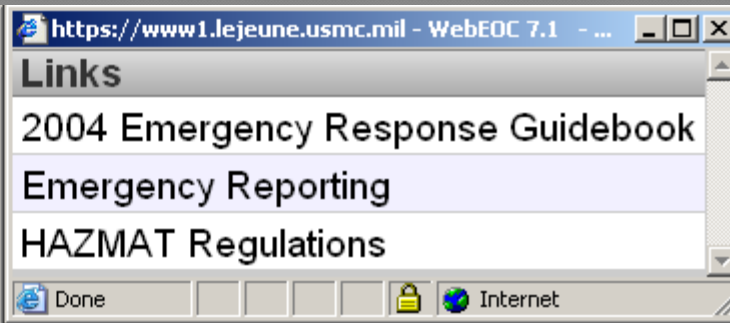 https://www1.lejeune.usmc.mil - WebEOC 7.1 - ...
Links
2004 Emergency Response Guidebook
Emergency Reporting
HAZMAT Regulations
Done Internet